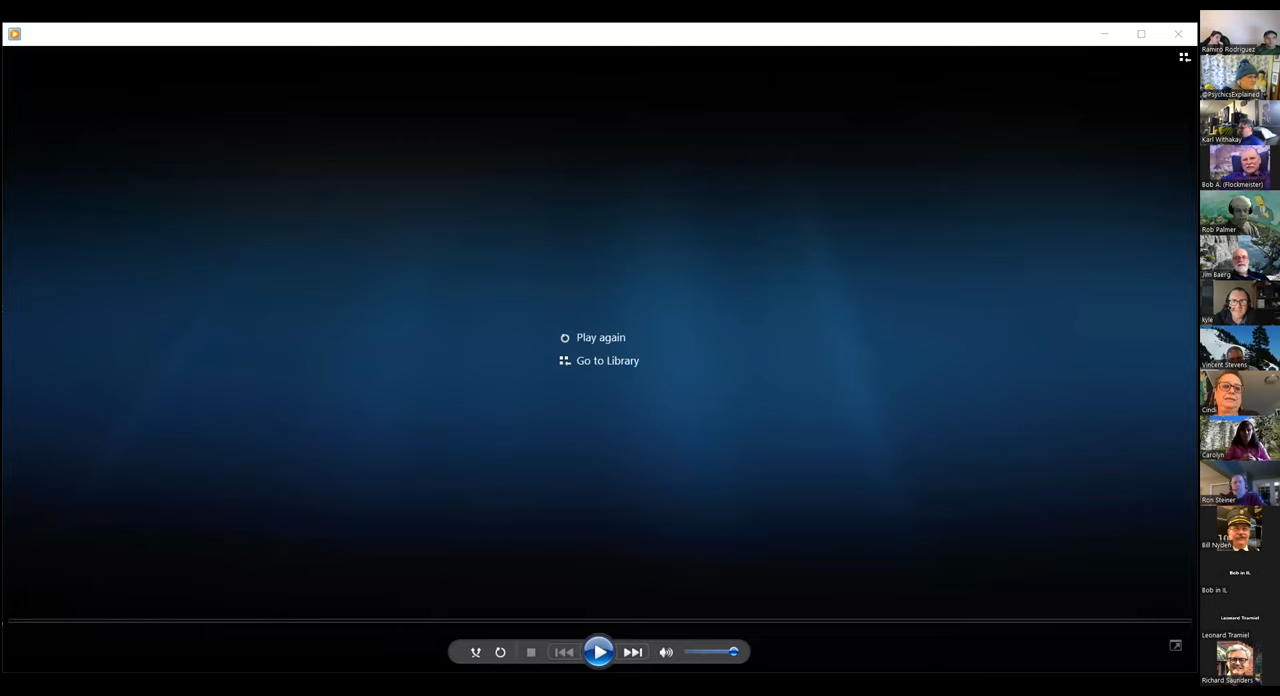 Play again
Go to Library
Ramiro Rodriguez
@PsychicsExplained
Karl Withakay
Bob A. (Flockmeister)
Rob Palmer
Jim Baerg
kyle
Vincent Stevens
Cindi
Carolyn
Ron Steiner
10
Bill Nyden
Bob in IL
Bob in IL
Leonard Tramiel
Leonard Tramiel
Richard Saunders